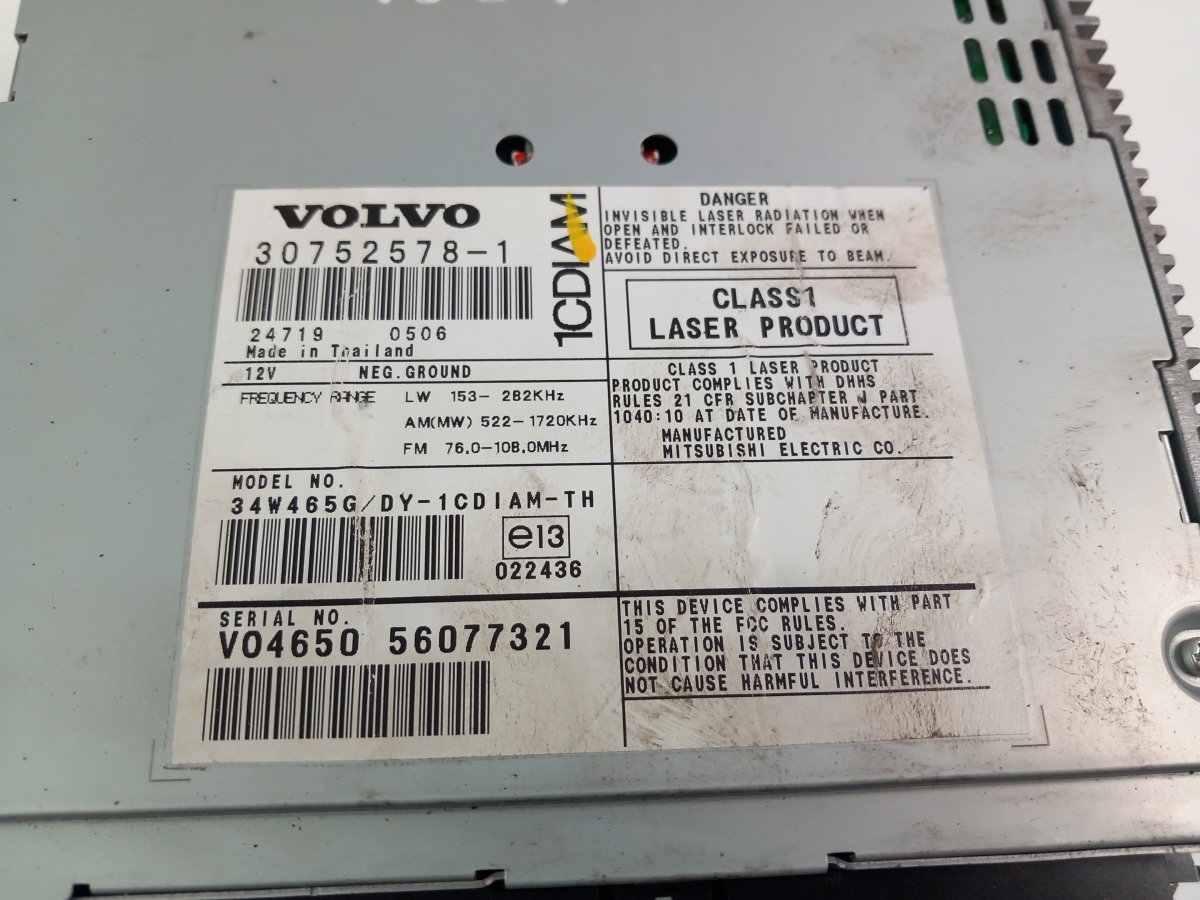 VOLVO
30752578-1
24719 0506
Made in Thailand
1CDIAM
12V NEG.GROUND
FREQUENCY RANGE LW 153- 282KHz
AM(MW) 522-1720KHz
FM 76.0-108.0MHz
MODEL NO.
34W465G/DY-1CDIAM-TH
e13
022436
SERIAL NO.
VO4650 56077321
DANGER
INVISIBLE LASER RADIATION WHEN
OPEN AND INTERLOCK FAILED OR
DEFEATED.
AVOID DIRECT EXPOSURE TO BEAM.
CLASS1
LASER PRODUCT
CLASS 1 LASER PRODUCT
PRODUCT COMPLIES WITH DHHS
RULES 21 CFR SUBCHAPTER J PART
1040:10 AT DATE OF MANUFACTURE.
MANUFACTURED
MITSUBISHI ELECTRIC CO.
THIS DEVICE COMPLIES WITH PART
15 OF THE FCC RULES.
OPERATION IS SUBJECT TO THE
CONDITION THAT THIS DEVICE DOES
NOT CAUSE HARMFUL INTERFERENCE.